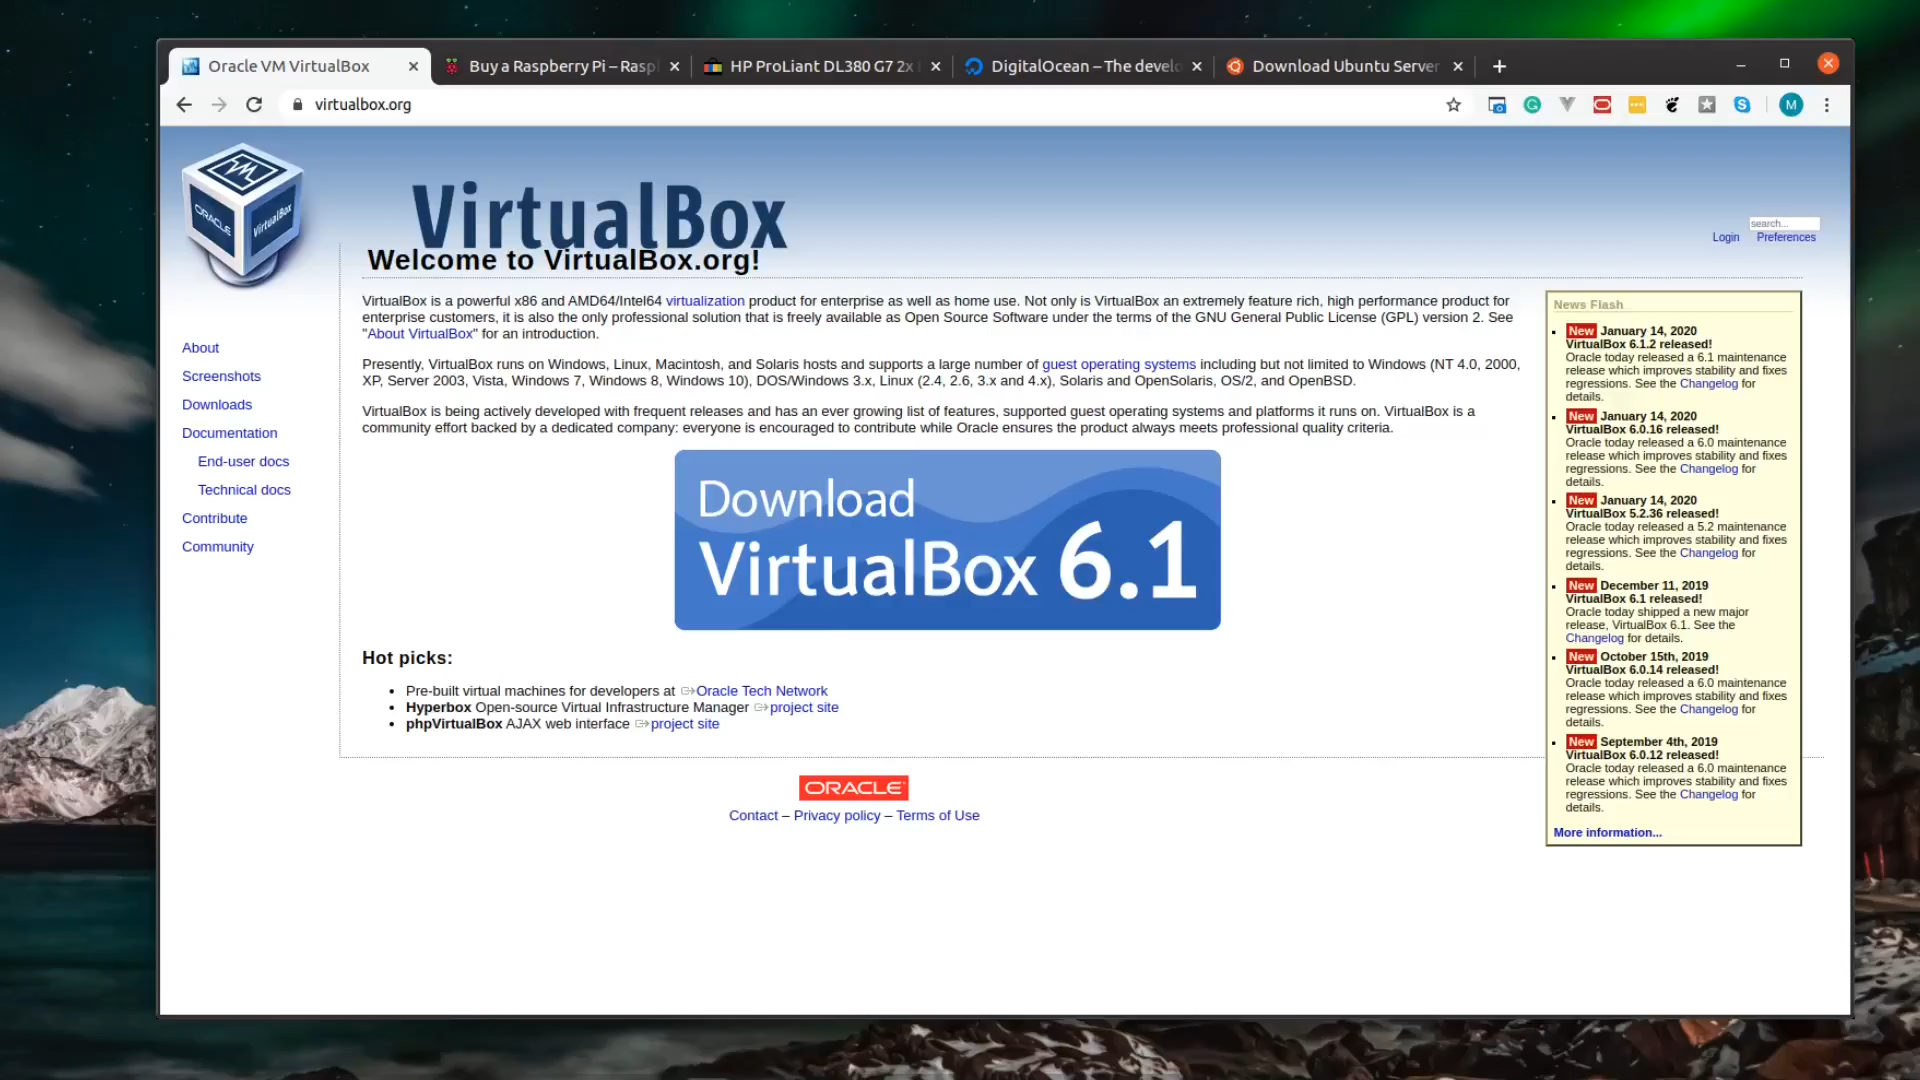 Oracle VM VirtualBox
Buy a Raspberry Pi – Rasp
HP ProLiant DL380 G7 2x
DigitalOcean – The develo
Download Ubuntu Server
virtualbox.org
M
ORACLE
VirtualBox
VirtualBox
search...
Login Preferences
Welcome to VirtualBox.org!
About
Screenshots
Downloads
Documentation
End-user docs
Technical docs
Contribute
Community
VirtualBox is a powerful x86 and AMD64/Intel64 virtualization product for enterprise as well as home use. Not only is VirtualBox an extremely feature rich, high performance product for
enterprise customers, it is also the only professional solution that is freely available as Open Source Software under the terms of the GNU General Public License (GPL) version 2. See
"About VirtualBox" for an introduction.
Presently, VirtualBox runs on Windows, Linux, Macintosh, and Solaris hosts and supports a large number of guest operating systems including but not limited to Windows (NT 4.0, 2000,
XP, Server 2003, Vista, Windows 7, Windows 8, Windows 10), DOS/Windows 3.x, Linux (2.4, 2.6, 3.x and 4.x), Solaris and OpenSolaris, OS/2, and OpenBSD.
VirtualBox is being actively developed with frequent releases and has an ever growing list of features, supported guest operating systems and platforms it runs on. VirtualBox is a
community effort backed by a dedicated company: everyone is encouraged to contribute while Oracle ensures the product always meets professional quality criteria.
Download
VirtualBox 6.1
Hot picks:
Pre-built virtual machines for developers at Oracle Tech Network
Hyperbox Open-source Virtual Infrastructure Manager project site
phpVirtualBox AJAX web interface project site
ORACLE
Contact – Privacy policy – Terms of Use
News Flash
New January 14, 2020
VirtualBox 6.1.2 released!
Oracle today released a 6.1 maintenance
release which improves stability and fixes
regressions. See the Changelog for
details.
New January 14, 2020
VirtualBox 6.0.16 released!
Oracle today released a 6.0 maintenance
release which improves stability and fixes
regressions. See the Changelog for
details.
New January 14, 2020
VirtualBox 5.2.36 released!
Oracle today released a 5.2 maintenance
release which improves stability and fixes
regressions. See the Changelog for
details.
New December 11, 2019
VirtualBox 6.1 released!
Oracle today shipped a new major
release, VirtualBox 6.1. See the
Changelog for details.
New October 15th, 2019
VirtualBox 6.0.14 released!
Oracle today released a 6.0 maintenance
release which improves stability and fixes
regressions. See the Changelog for
details.
New September 4th, 2019
VirtualBox 6.0.12 released!
Oracle today released a 6.0 maintenance
release which improves stability and fixes
regressions. See the Changelog for
details.
More information...